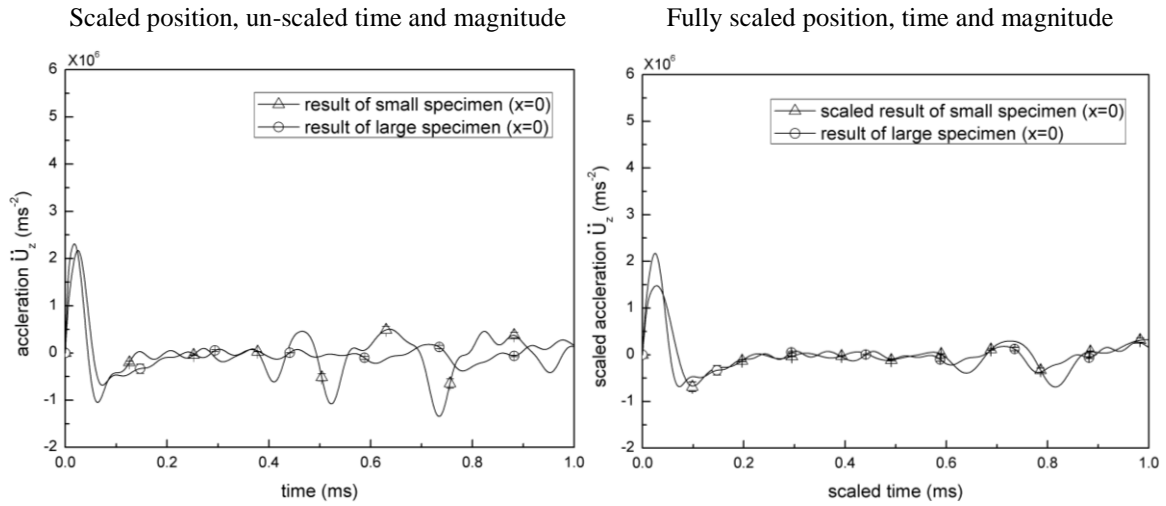 Scaled position, un-scaled time and magnitude
X10⁶
6
5
4
3
2
1
0
-1
-2
accleration Ü_z (ms⁻²)
result of small specimen (x=0)
result of large specimen (x=0)
0.0 0.2 0.4 0.6 0.8 1.0
time (ms)
Fully scaled position, time and magnitude
X10⁶
6
5
4
3
2
1
0
-1
-2
scaled accleration Ü_z (ms⁻²)
scaled result of small specimen (x=0)
result of large specimen (x=0)
0.0 0.2 0.4 0.6 0.8 1.0
scaled time (ms)